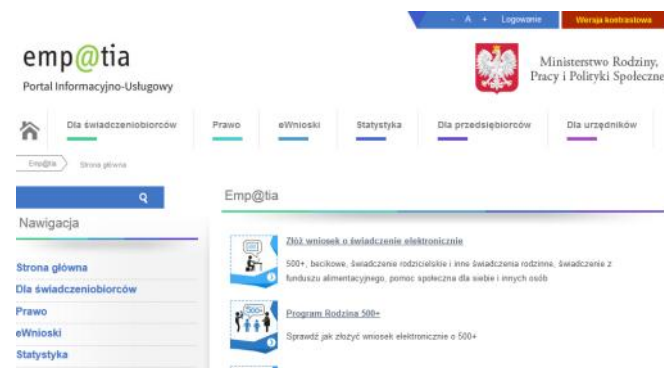 - A + Logowanie Wersja kontrastowa
emp@tia
Portal Informacyjno-Usługowy
Ministerstwo Rodziny,
Pracy i Polityki Społeczne
Dla świadczeniobiorców Prawo eWnioski Statystyka Dla przedsiębiorców Dla urzędników
Emp@tia Strona główna
Emp@tia
Nawigacja
Złóż wniosek o świadczenie elektronicznie
500+, becikowe, świadczenie rodzicielskie i inne świadczenia rodzinne, świadczenie z
funduszu alimentacyjnego, pomoc społeczna dla siebie i innych osób
Strona główna
Dla świadczeniobiorców
Prawo
eWnioski
Statystyka
500+
Program Rodzina 500+
Sprawdź jak złożyć wniosek elektronicznie o 500+